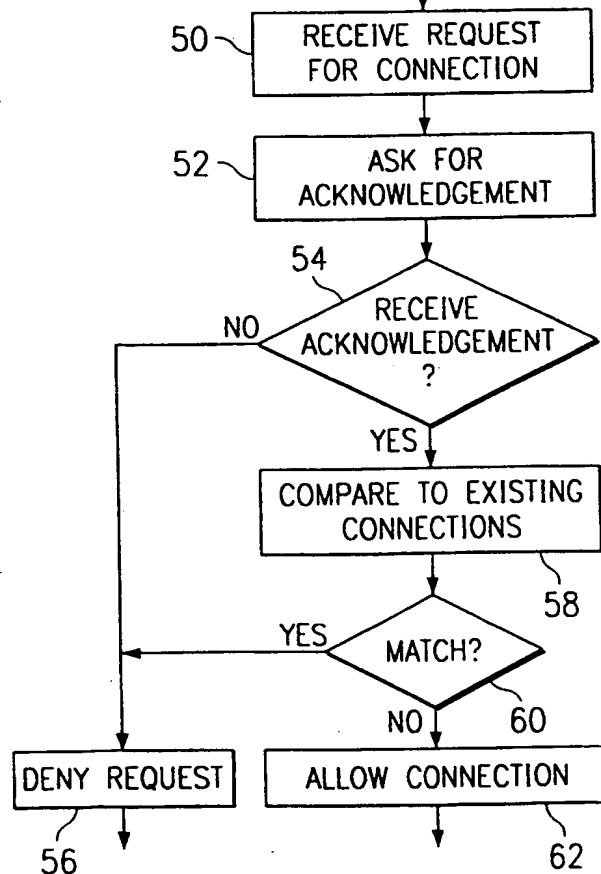 50
RECEIVE REQUEST
FOR CONNECTION
52
ASK FOR
ACKNOWLEDGEMENT
54
RECEIVE
ACKNOWLEDGEMENT
?
NO
YES
COMPARE TO EXISTING
CONNECTIONS
58
YES
MATCH?
60
NO
DENY REQUEST
ALLOW CONNECTION
56
62